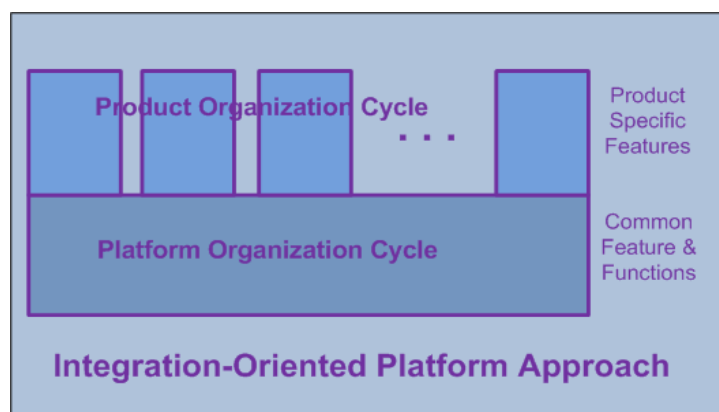 Product Organization Cycle
. . .
Product
Specific
Features
Platform Organization Cycle
Common
Feature &
Functions
Integration-Oriented Platform Approach